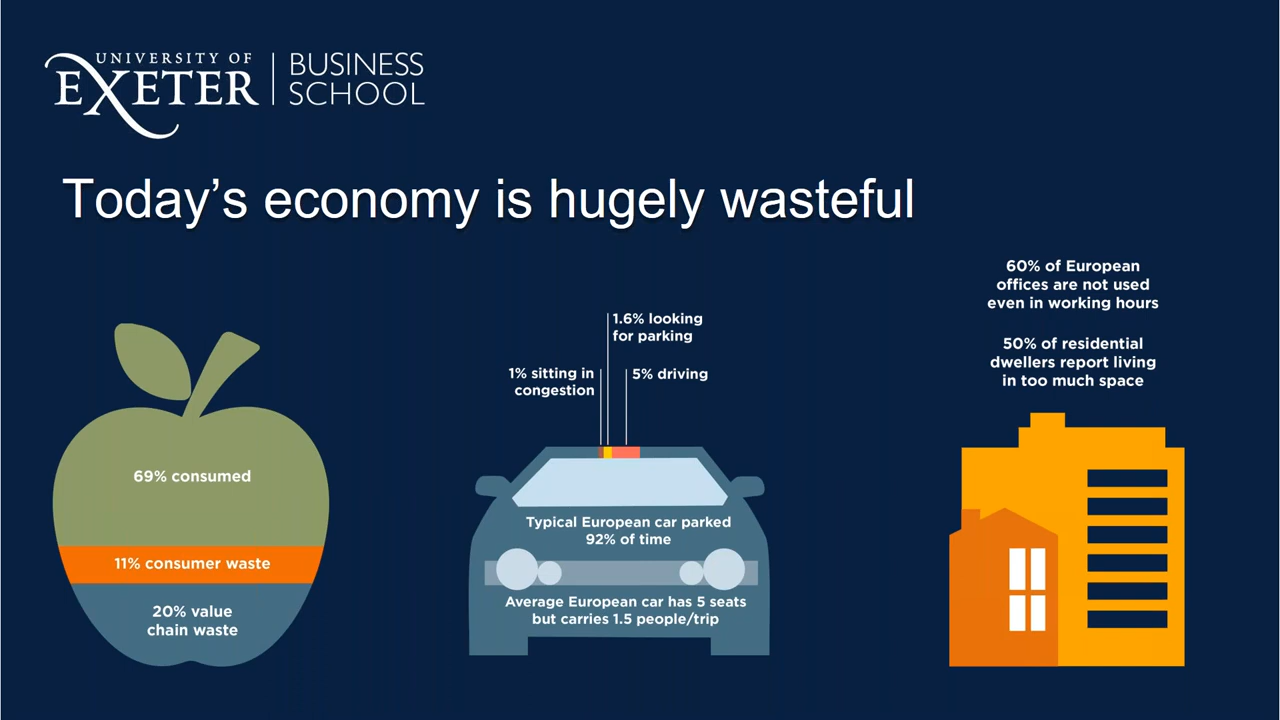 UNIVERSITY OF
EXETER
BUSINESS
SCHOOL
Today’s economy is hugely wasteful
69% consumed
11% consumer waste
20% value
chain waste
1.6% looking
for parking
1% sitting in
congestion
5% driving
Typical European car parked
92% of time
Average European car has 5 seats
but carries 1.5 people/trip
60% of European
offices are not used
even in working hours
50% of residential
dwellers report living
in too much space